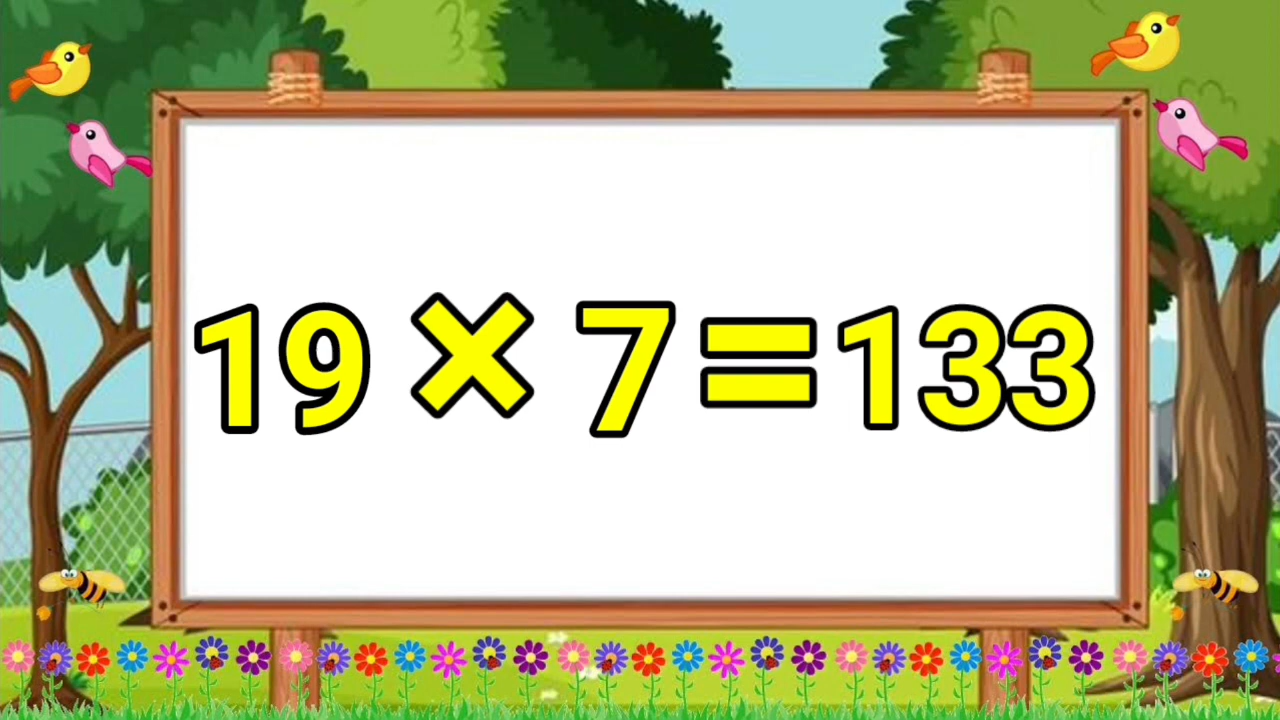 19 × 7 = 133